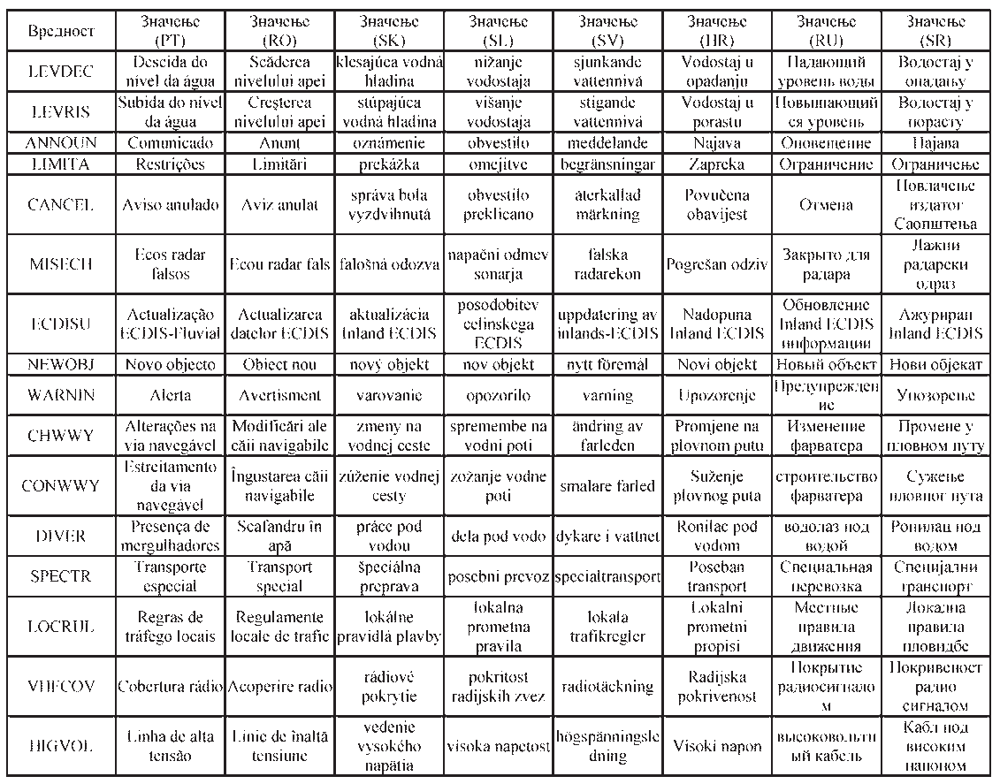 Вредност Значење (PT) Значење (RO) Значење (SK) Значење (SL) Значење (SV) Значење (HR) Значење (RU) Значење (SR)
LEVDEC Descida do nível da água Scăderea nivelului apei klesajúca vodná hladina nižanje vodostaja sjunkande vattennivå Vodostaj u opadanju Падающий уровень воды Водостај у опадању
LEVRIS Subida do nível da água Creşterea nivelului apei stúpajúca vodná hladina višanje vodostaja stigande vattennivå Vodostaj u porastu Повышающийся уровень Водостај у порасту
ANNOUN Comunicado Anunţ oznámenie obvestilo meddelande Najava Оповещение Најава
LIMITA Restrições Limitări prekážka omejitve begränsningar Zapreka Ограничение Ограничење
CANCEL Aviso anulado Aviz anulat správa bola vyzdvihnutá obvestilo preklicano återkallad märkning Povučena obavijest Отмена Повлачење издатог Саопштења
MISECH Ecos radar falsos Ecou radar fals falošná odozva napačni odmev sonarja falska radarekon Pogrešan odziv Закрыто для радара Лажни радарски одраз
ECDISU Actualização ECDIS-Fluvial Actualizarea datelor ECDIS aktualizácia Inland ECDIS posodobitev celinskega ECDIS uppdatering av inlands-ECDIS Nadopuna Inland ECDIS Обновление Inland ECDIS информации Ажуриран Inland ECDIS
NEWOBJ Novo objecto Obiect nou nový objekt nov objekt nytt föremål Novi objekt Новый объект Нови објекат
WARNIN Alerta Avertisment varovanie opozorilo varning Upozorenje Предупреждение Упозорење
CHWWY Alterações na via navegável Modificări ale căii navigabile zmeny na vodnej ceste spremembe na vodni poti ändring av farleden Promjene na plovnom putu Изменение фарватера Промене у пловном путу
CONWWY Estreitamento da via navegável Îngustarea căii navigabile zúženie vodnej cesty zožanje vodne poti smalare farled Suženje plovnog puta строительство фарватера Сужење пловног пута
DIVER Presença de mergulhadores Scafandru în apă práce pod vodou dela pod vodo dykare i vattnet Ronilac pod vodom водолаз под водой Ронилац под водом
SPECTR Transporte especial Transport special špeciálna preprava posebni prevoz specialtransport Poseban transport Специальная перевозка Специјални транспорт
LOCRUL Regras de tráfego locais Regulamente locale de trafic lokálne pravidlá plavby lokalna prometna pravila lokala trafikregler Lokalni prometni propisi Местные правила движения Локална правила пловидбе
VHFCOV Cobertura rádio Acoperire radio rádiové pokrytie pokritost radijskih zvez radiotäckning Radijska pokrivenost Покрытие радиосигналом Покривеност радио сигналом
HIGVOL Linha de alta tensão Linie de înaltă tensiune vedenie vysokého napätia visoka napetost högspänningsledning Visoki napon высоковольтный кабель Кабл под високим напоном